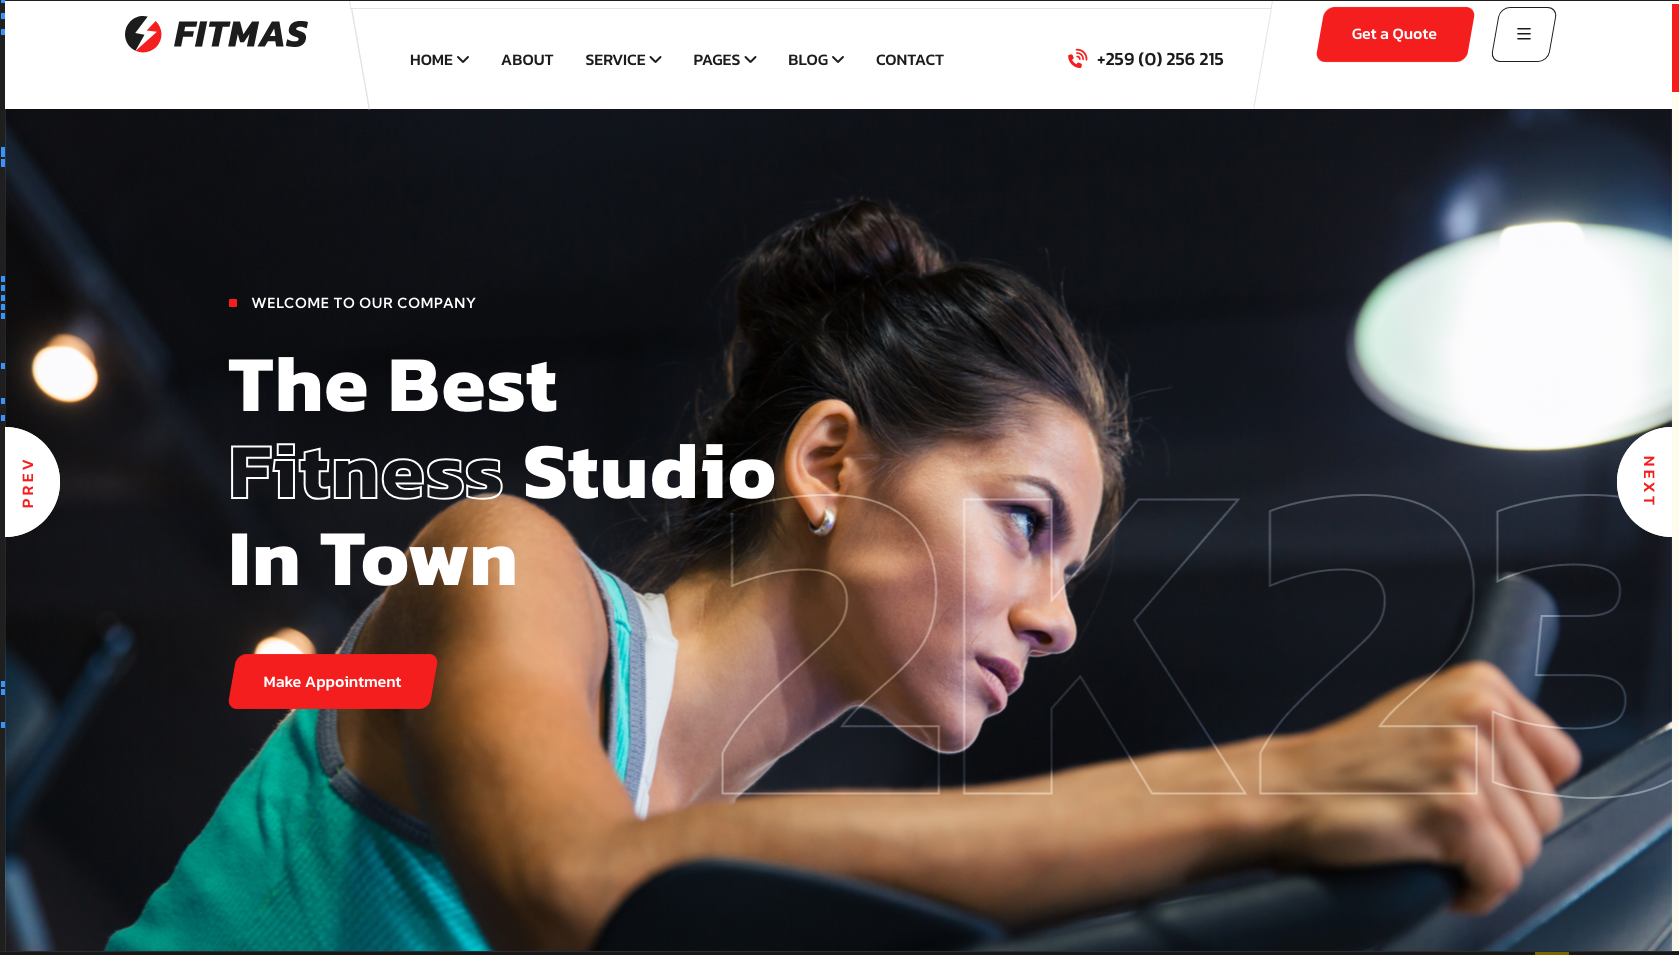 FITMAS
HOME ABOUT SERVICE PAGES BLOG CONTACT
+259 (0) 256 215
Get a Quote
WELCOME TO OUR COMPANY
The Best
Fitness Studio
In Town
Make Appointment
PREV
NEXT
2K23